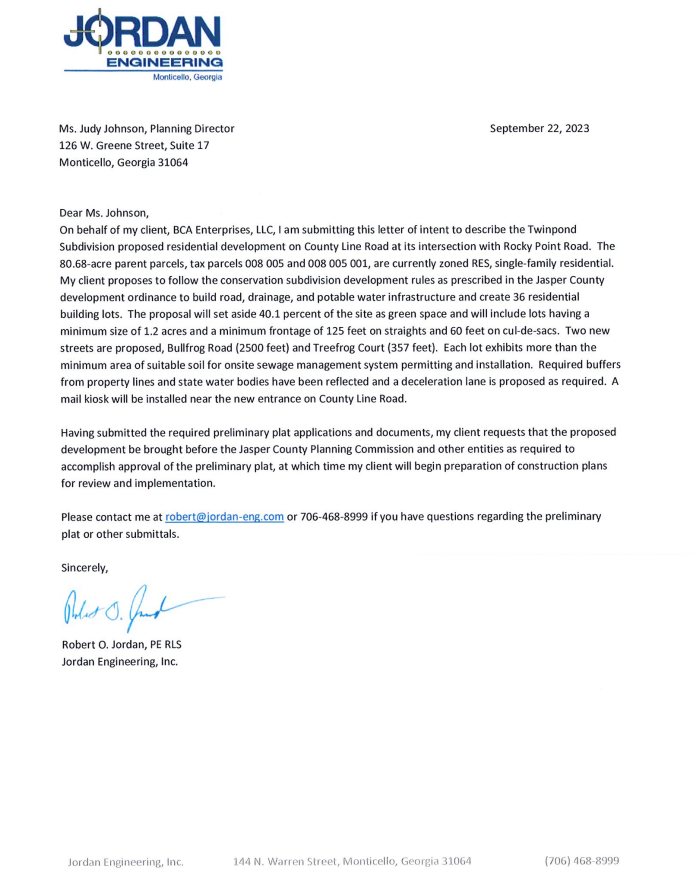 JORDAN
ENGINEERING
Monticello, Georgia
Ms. Judy Johnson, Planning Director
September 22, 2023
126 W. Greene Street, Suite 17
Monticello, Georgia 31064
Dear Ms. Johnson,
On behalf of my client, BCA Enterprises, LLC, I am submitting this letter of intent to describe the Twinpond
Subdivision proposed residential development on County Line Road at its intersection with Rocky Point Road. The
80.68-acre parent parcels, tax parcels 008 005 and 008 005 001, are currently zoned RES, single-family residential.
My client proposes to follow the conservation subdivision development rules as prescribed in the Jasper County
development ordinance to build road, drainage, and potable water infrastructure and create 36 residential
building lots. The proposal will set aside 40.1 percent of the site as green space and will include lots having a
minimum size of 1.2 acres and a minimum frontage of 125 feet on straights and 60 feet on cul-de-sacs. Two new
streets are proposed, Bullfrog Road (2500 feet) and Treefrog Court (357 feet). Each lot exhibits more than the
minimum area of suitable soil for onsite sewage management system permitting and installation. Required buffers
from property lines and state water bodies have been reflected and a deceleration lane is proposed as required. A
mail kiosk will be installed near the new entrance on County Line Road.
Having submitted the required preliminary plat applications and documents, my client requests that the proposed
development be brought before the Jasper County Planning Commission and other entities as required to
accomplish approval of the preliminary plat, at which time my client will begin preparation of construction plans
for review and implementation.
Please contact me at robert@jordan-eng.com or 706-468-8999 if you have questions regarding the preliminary
plat or other submittals.
Sincerely,
Robert O. Jordan, PE RLS
Jordan Engineering, Inc.
Jordan Engineering, Inc. 144 N. Warren Street, Monticello, Georgia 31064 (706) 468-8999